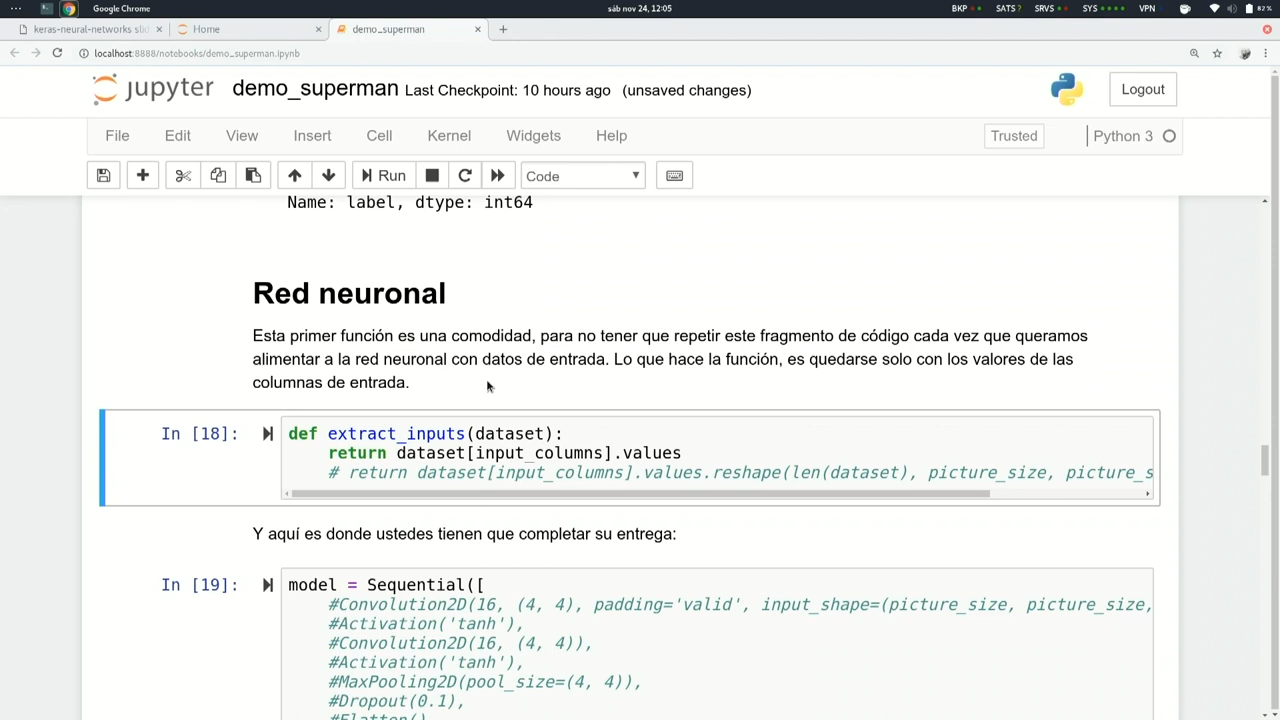 Google Chrome
sáb nov 24, 12:05
BKP SATS? SRVS SYS VPN 82%
keras-neural-networks slid
Home
demo_superman
localhost:8888/notebooks/demo_superman.ipynb
jupyter demo_superman Last Checkpoint: 10 hours ago (unsaved changes) Logout
File Edit View Insert Cell Kernel Widgets Help Trusted Python 3
Run Code
Name: label, dtype: int64
Red neuronal
Esta primer función es una comodidad, para no tener que repetir este fragmento de código cada vez que queramos
alimentar a la red neuronal con datos de entrada. Lo que hace la función, es quedarse solo con los valores de las
columnas de entrada.
In [18]: def extract_inputs(dataset):
return dataset[input_columns].values
# return dataset[input_columns].values.reshape(len(dataset), picture_size, picture_s
Y aquí es donde ustedes tienen que completar su entrega:
In [19]: model = Sequential([
#Convolution2D(16, (4, 4), padding='valid', input_shape=(picture_size, picture_size,
#Activation('tanh'),
#Convolution2D(16, (4, 4)),
#Activation('tanh'),
#MaxPooling2D(pool_size=(4, 4)),
#Dropout(0.1),
#Flatten()